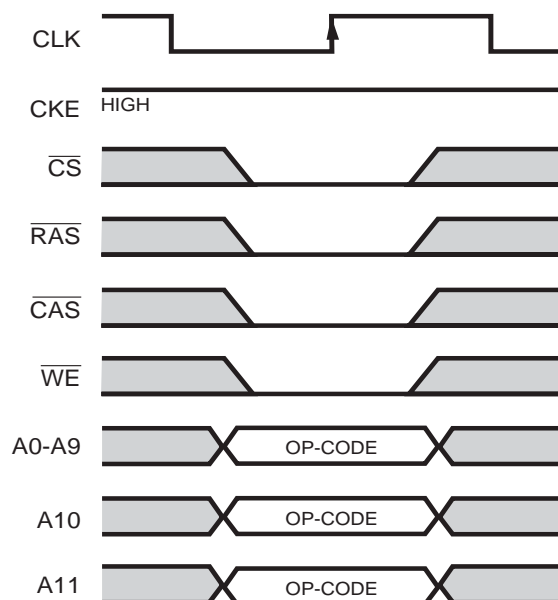 CLK
CKE HIGH
CS
RAS
CAS
WE
A0-A9 OP-CODE
A10 OP-CODE
A11 OP-CODE